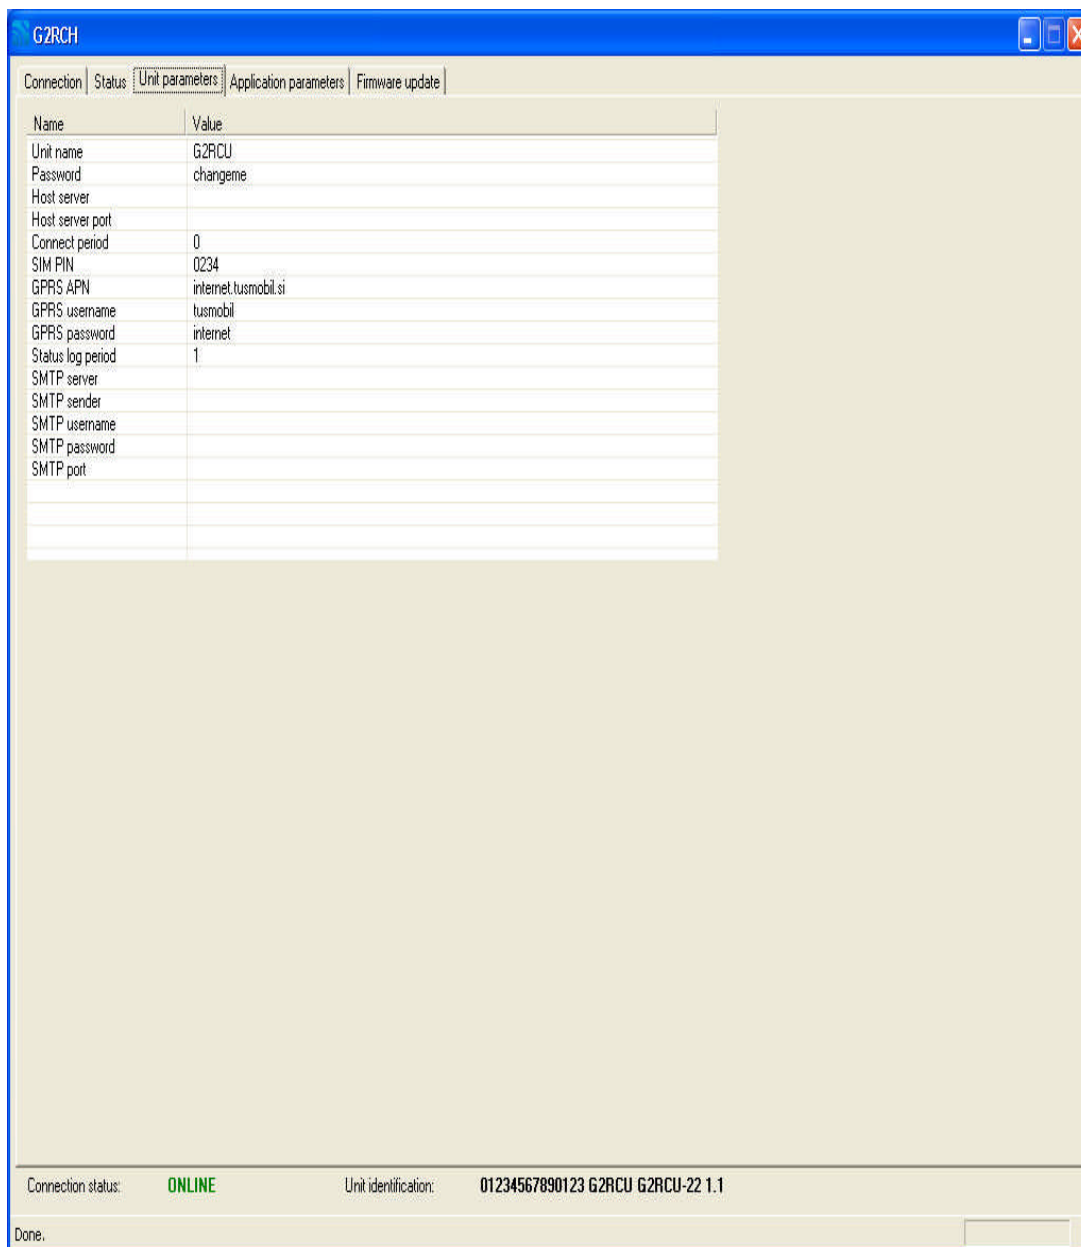 G2RCH
Connection Status Unit parameters Application parameters Firmware update
Name Value
Unit name G2RCU
Password changeme
Host server
Host server port
Connect period 0
SIM PIN 0234
GPRS APN internet.tusmobil.si
GPRS username tusmobil
GPRS password internet
Status log period 1
SMTP server
SMTP sender
SMTP username
SMTP password
SMTP port
Connection status: ONLINE Unit identification: 01234567890123 G2RCU G2RCU-22 1.1
Done.